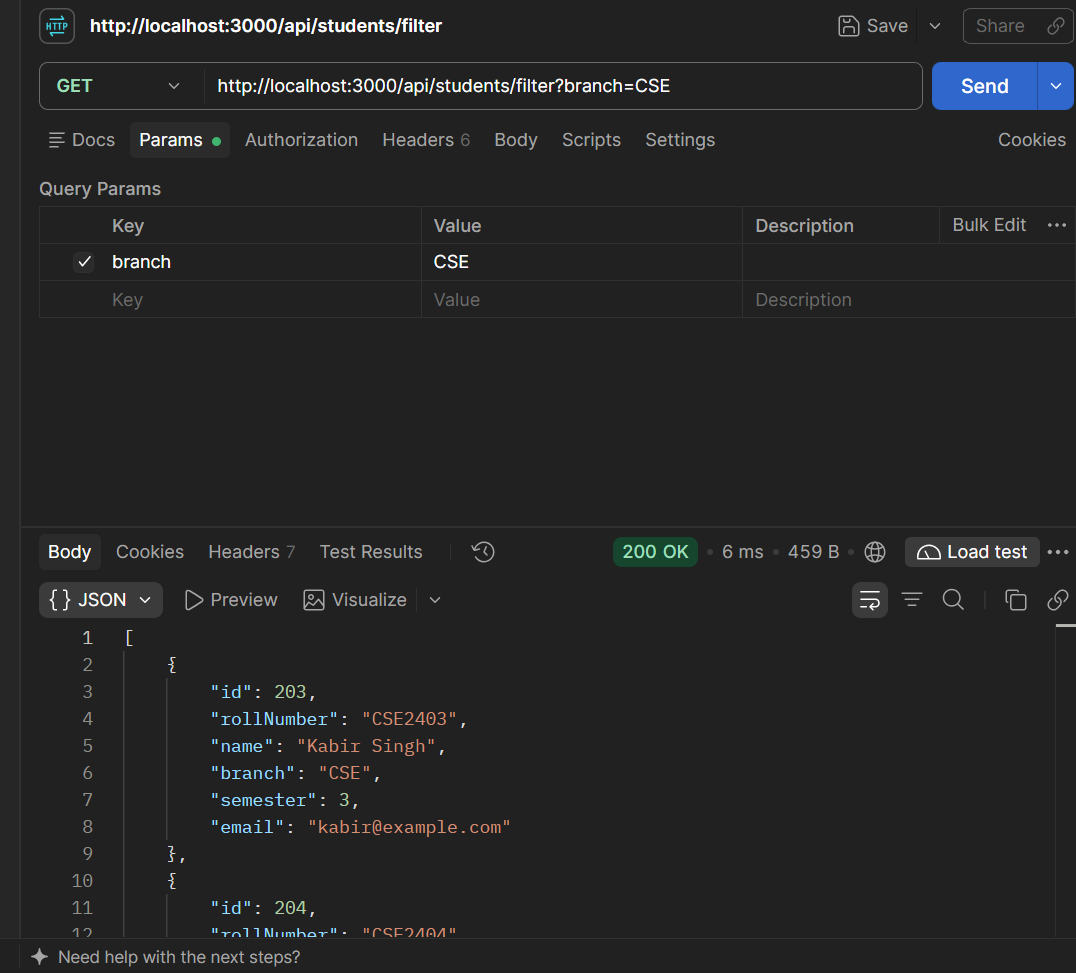 HTTP http://localhost:3000/api/students/filter Save Share
GET http://localhost:3000/api/students/filter?branch=CSE Send
Docs Params Authorization Headers 6 Body Scripts Settings Cookies
Query Params
Key Value Description Bulk Edit
branch CSE
Key Value Description
Body Cookies Headers 7 Test Results 200 OK • 6 ms • 459 B • Load test
{} JSON Preview Visualize
1 [
2 {
3 "id": 203,
4 "rollNumber": "CSE2403",
5 "name": "Kabir Singh",
6 "branch": "CSE",
7 "semester": 3,
8 "email": "kabir@example.com"
9 },
10 {
11 "id": 204,
12 "rollNumber": "CSE2404"
Need help with the next steps?